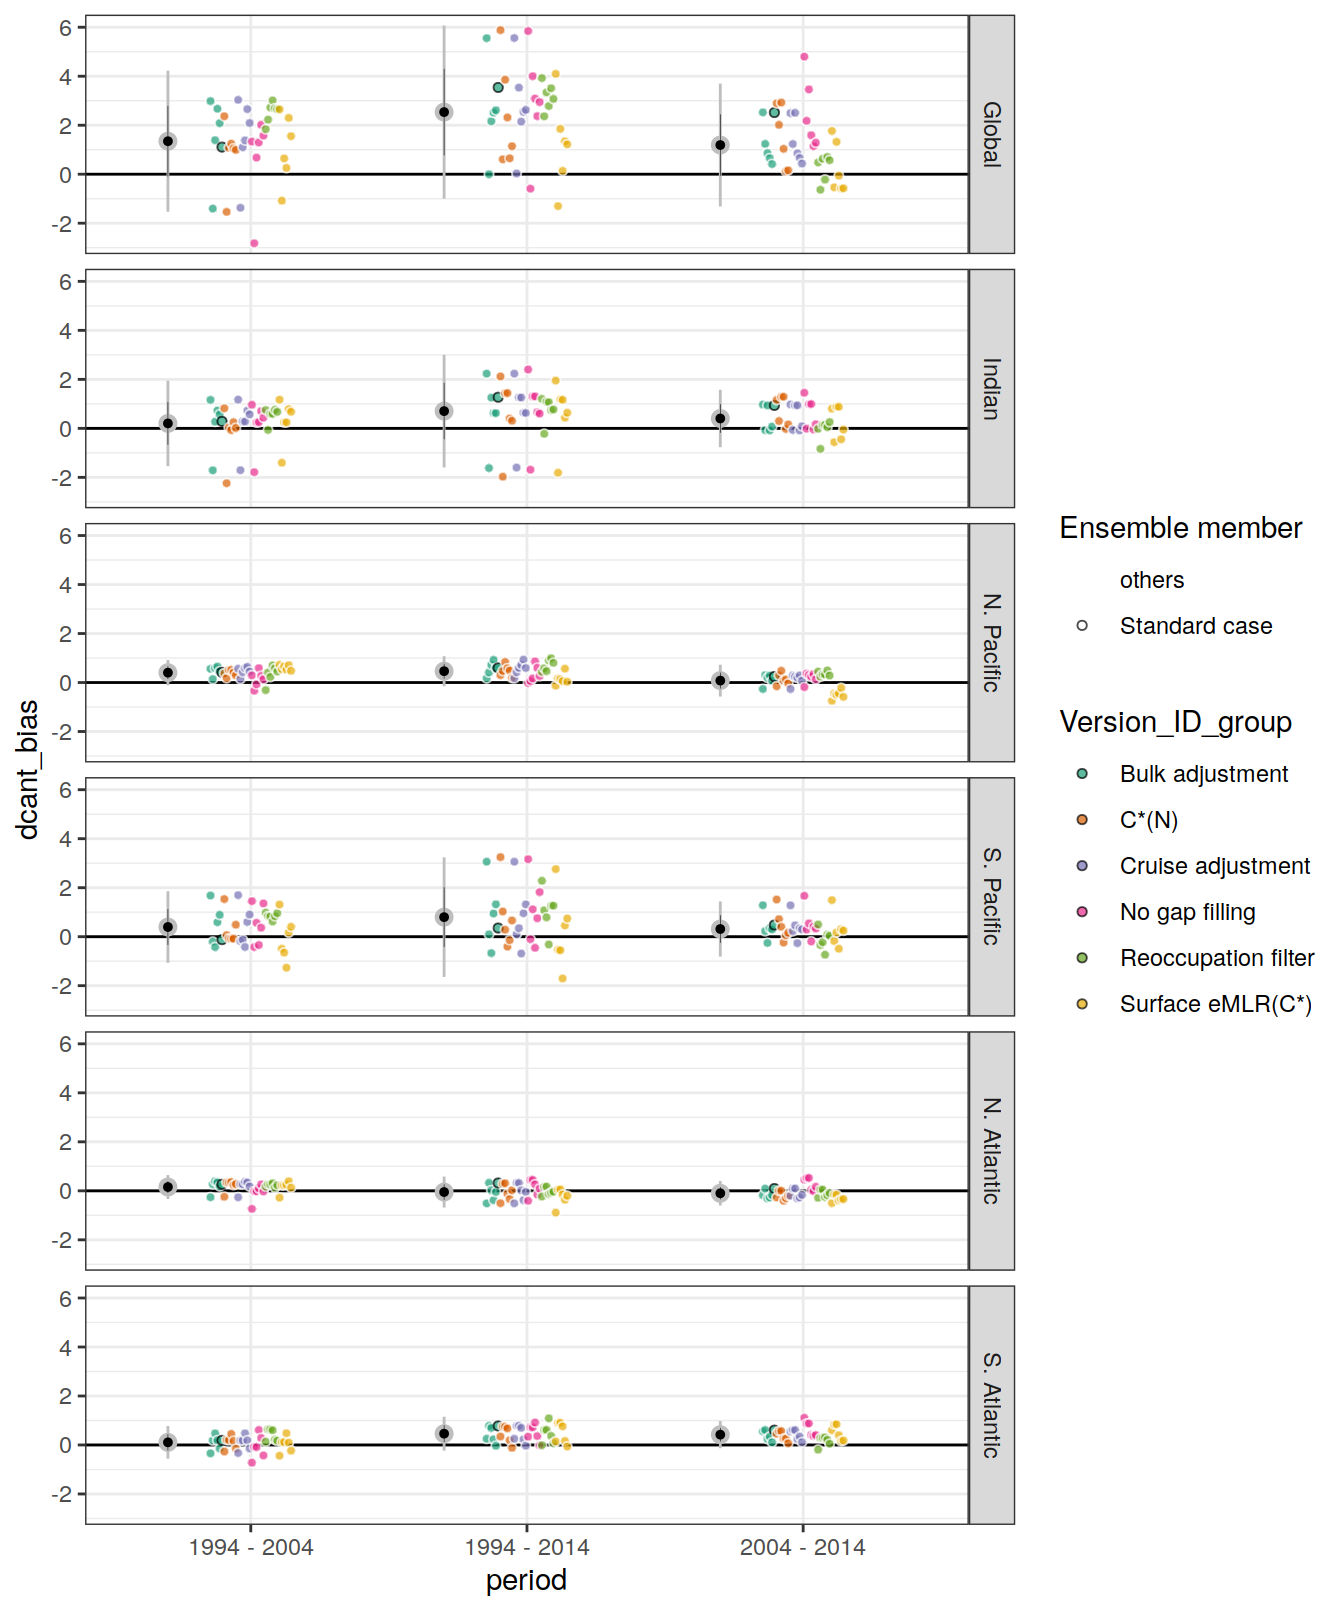 6
4
2
0
-2
Global
6
4
2
0
-2
Indian
6
4
2
0
-2
N. Pacific
6
4
2
0
-2
S. Pacific
6
4
2
0
-2
N. Atlantic
6
4
2
0
-2
S. Atlantic
dcant_bias
1994 - 2004
1994 - 2014
2004 - 2014
period
Ensemble member
others
Standard case
Version_ID_group
Bulk adjustment
C*(N)
Cruise adjustment
No gap filling
Reoccupation filter
Surface eMLR(C*)